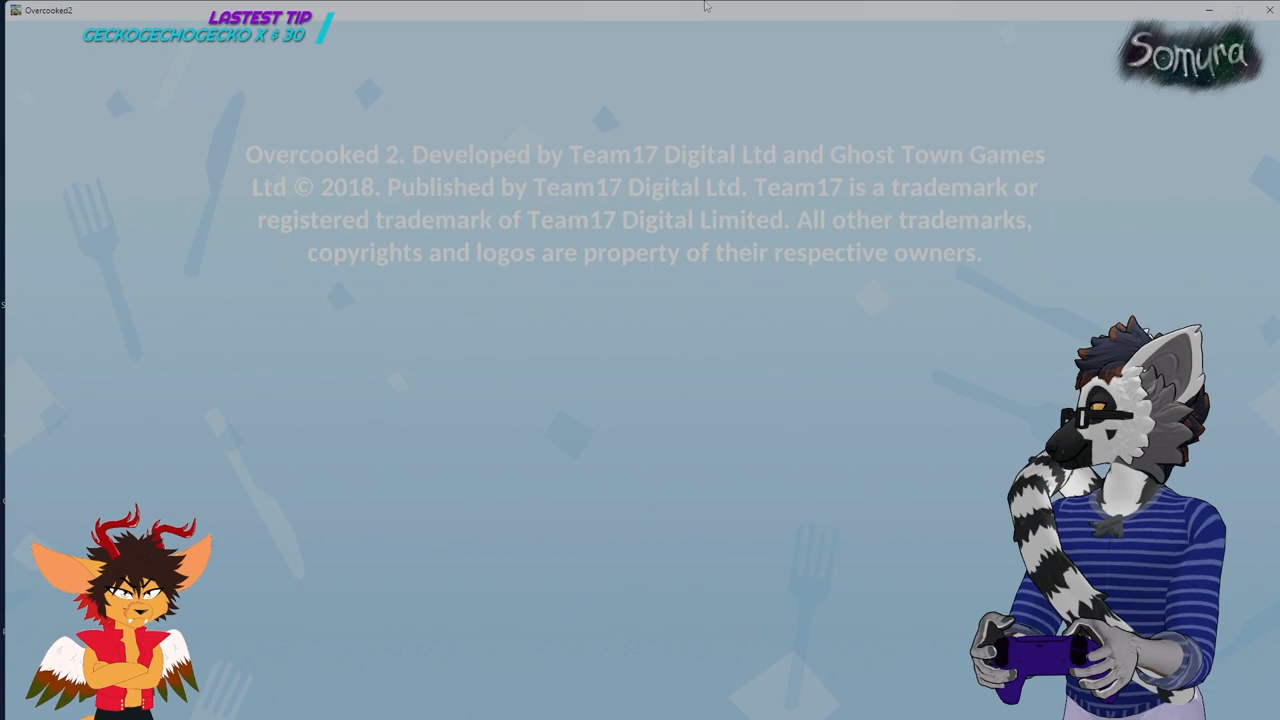 Overcooked2
LASTEST TIP
GECKOGECHOGECKO X $ 30
Somura
Overcooked 2. Developed by Team17 Digital Ltd and Ghost Town Games
Ltd © 2018. Published by Team17 Digital Ltd. Team17 is a trademark or
registered trademark of Team17 Digital Limited. All other trademarks,
copyrights and logos are property of their respective owners.